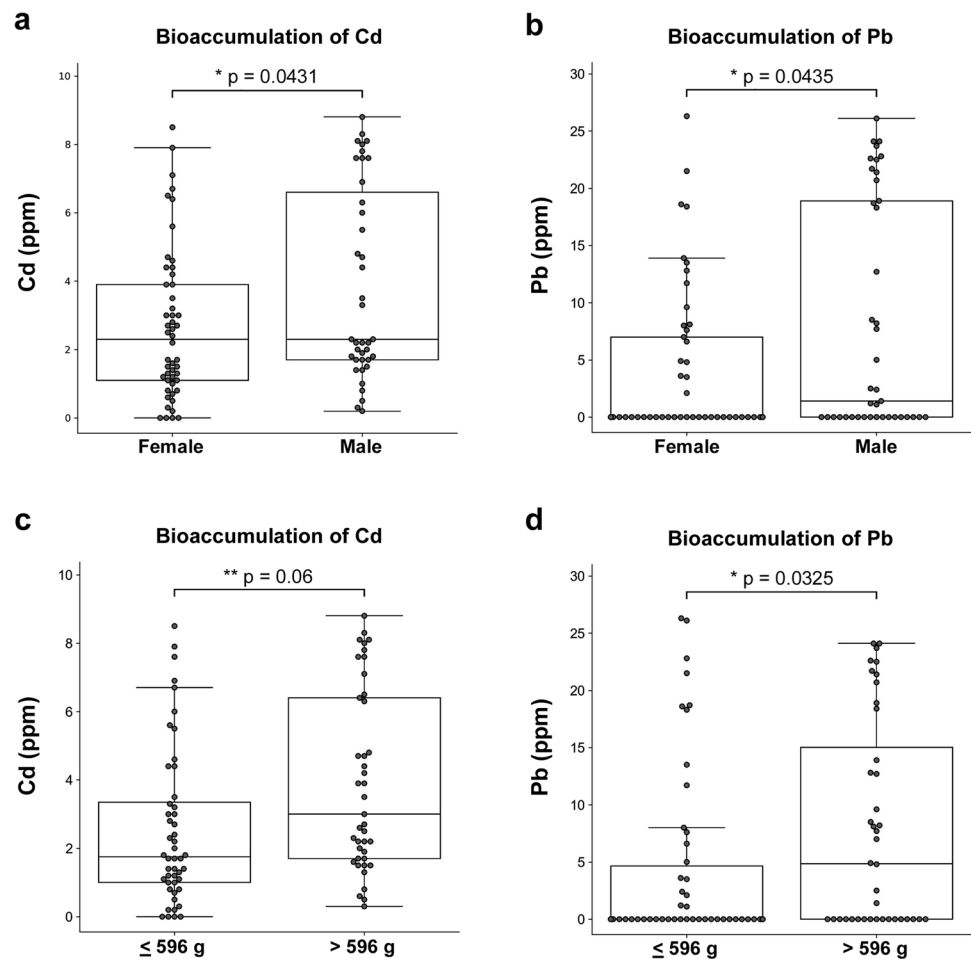 a
Bioaccumulation of Cd
* p = 0.0431
Cd (ppm)
10
8
6
4
2
0
Female
Male
b
Bioaccumulation of Pb
* p = 0.0435
Pb (ppm)
30
25
20
15
10
5
0
Female
Male
c
Bioaccumulation of Cd
** p = 0.06
Cd (ppm)
10
8
6
4
2
0
≤ 596 g
> 596 g
d
Bioaccumulation of Pb
* p = 0.0325
Pb (ppm)
30
25
20
15
10
5
0
≤ 596 g
> 596 g